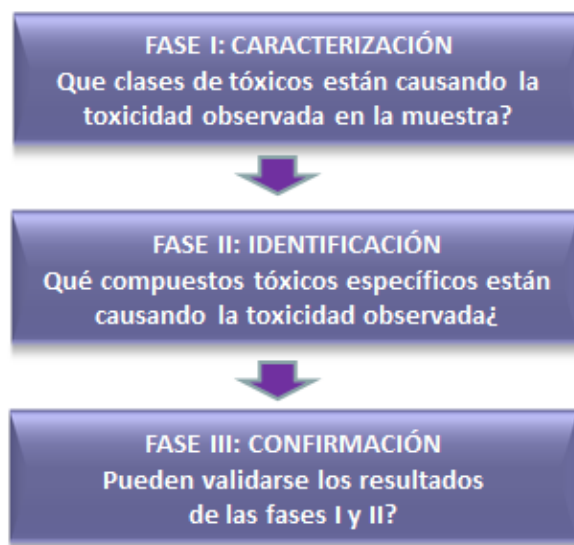 FASE I: CARACTERIZACIÓN
Que clases de tóxicos están causando la
toxicidad observada en la muestra?
FASE II: IDENTIFICACIÓN
Qué compuestos tóxicos específicos están
causando la toxicidad observada¿
FASE III: CONFIRMACIÓN
Pueden validarse los resultados
de las fases I y II?